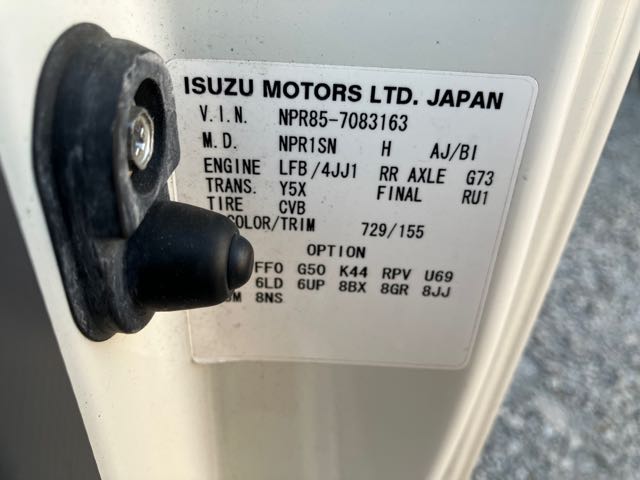 ISUZU MOTORS LTD. JAPAN
V.I.N. NPR85-7083163
M.D. NPR1SN H AJ/BI
ENGINE LFB/4JJ1 RR AXLE G73
TRANS. Y5X FINAL RU1
TIRE CVB
COLOR/TRIM 729/155
OPTION
FFO G50 K44 RPV U69
6LD 6UP 8BX 8GR 8JJ
8NS